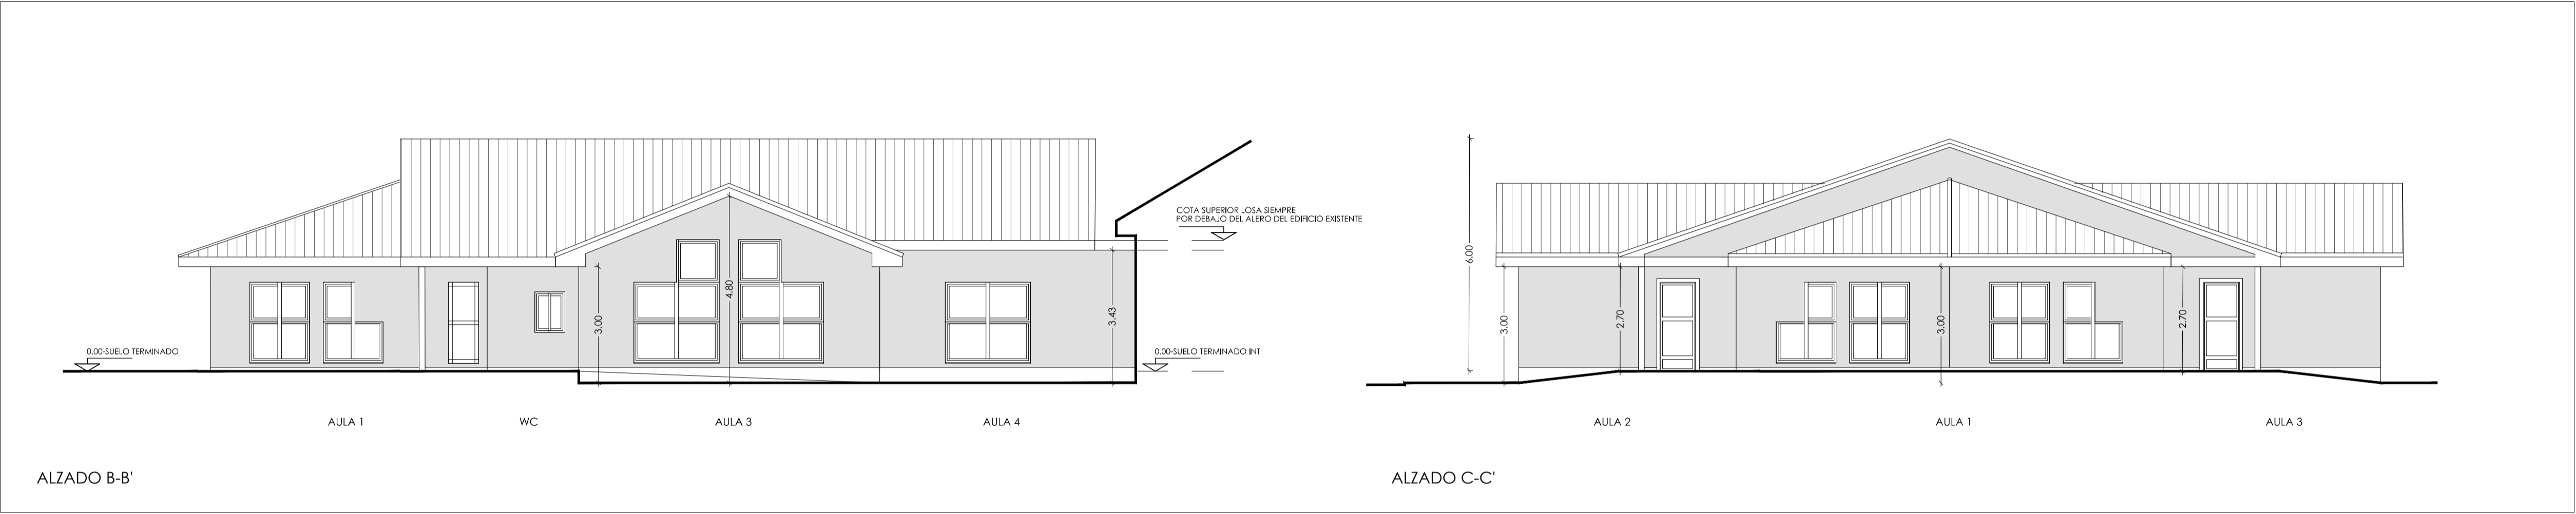 COTA SUPERIOR LOSA SIEMPRE
POR DEBAJO DEL ALERO DEL EDIFICIO EXISTENTE
0.00-SUELO TERMINADO
3.00
4.80
3.43
0.00-SUELO TERMINADO INT
AULA 1
WC
AULA 3
AULA 4
ALZADO B-B'
6.00
3.00
2.70
3.00
2.70
AULA 2
AULA 1
AULA 3
ALZADO C-C'